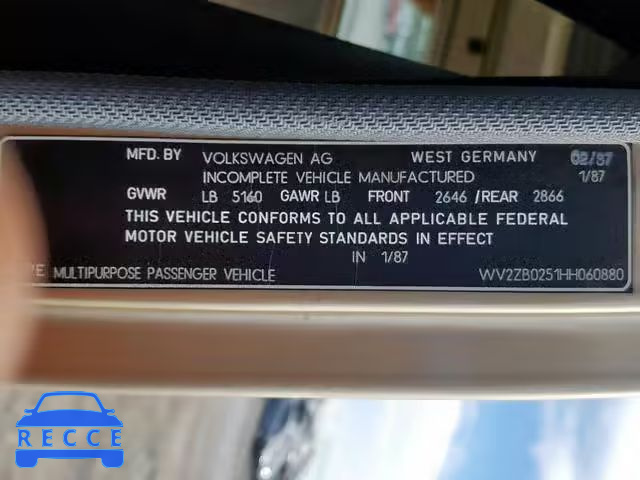 MFD. BY VOLKSWAGEN AG WEST GERMANY 02/87
INCOMPLETE VEHICLE MANUFACTURED 1/87
GVWR LB 5160 GAWR LB FRONT 2646 /REAR 2866
THIS VEHICLE CONFORMS TO ALL APPLICABLE FEDERAL
MOTOR VEHICLE SAFETY STANDARDS IN EFFECT
IN 1/87
MULTIPURPOSE PASSENGER VEHICLE WV2ZB0251HH060880
RECCE